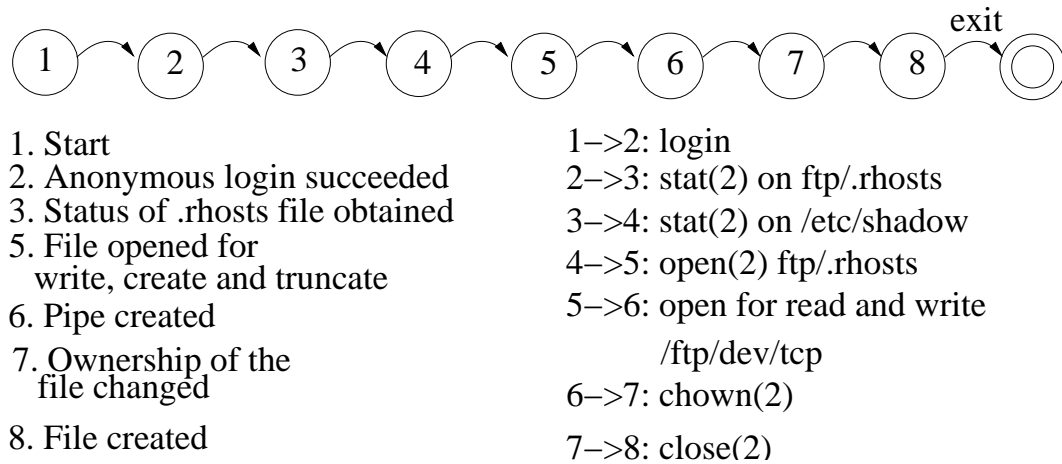 exit
1 2 3 4 5 6 7 8
1. Start
2. Anonymous login succeeded
3. Status of .rhosts file obtained
5. File opened for
write, create and truncate
6. Pipe created
7. Ownership of the
file changed
8. File created
1−>2: login
2−>3: stat(2) on ftp/.rhosts
3−>4: stat(2) on /etc/shadow
4−>5: open(2) ftp/.rhosts
5−>6: open for read and write
/ftp/dev/tcp
6−>7: chown(2)
7−>8: close(2)